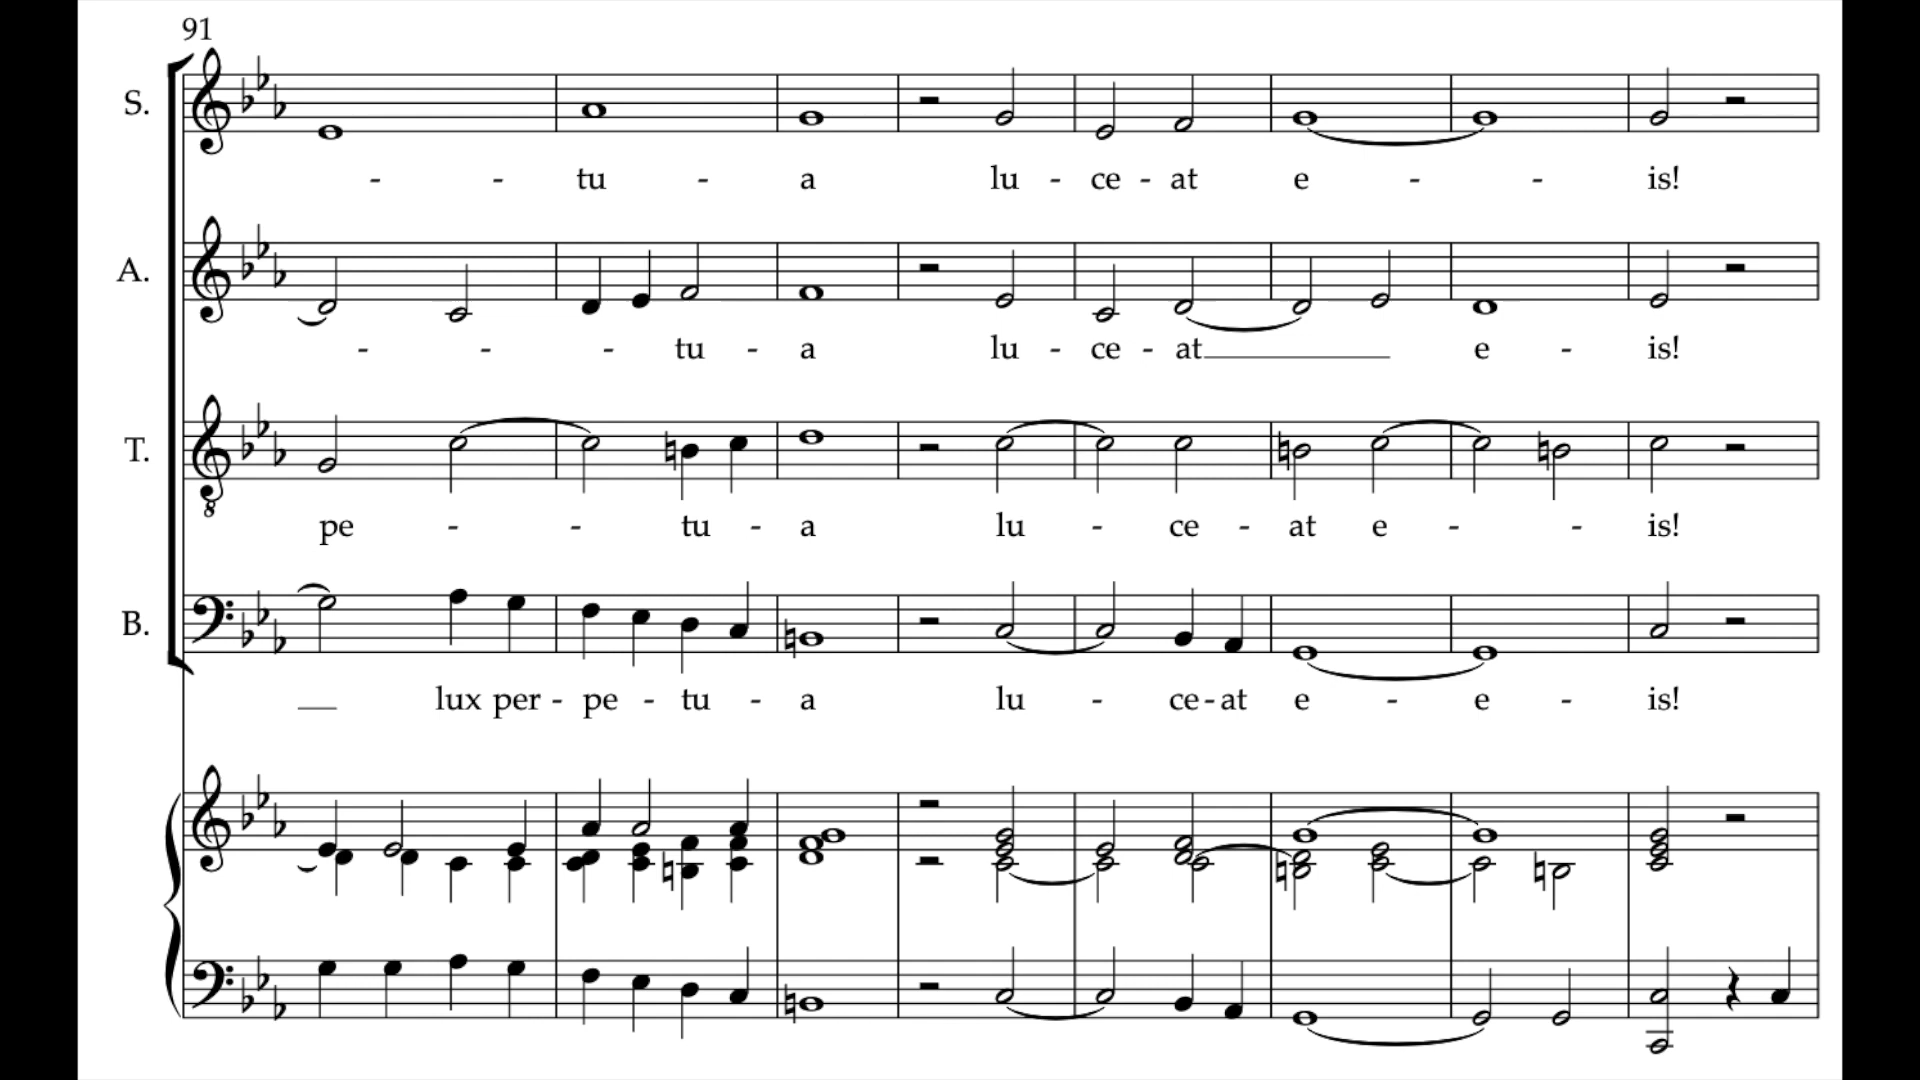 91
S.
- - tu - a lu - ce - at e - - is!
A.
- - - tu - a lu - ce - at e - is!
T.
8
pe - - tu - a lu - ce - at e - - is!
B.
lux per - pe - tu - a lu - ce - at e - e - is!